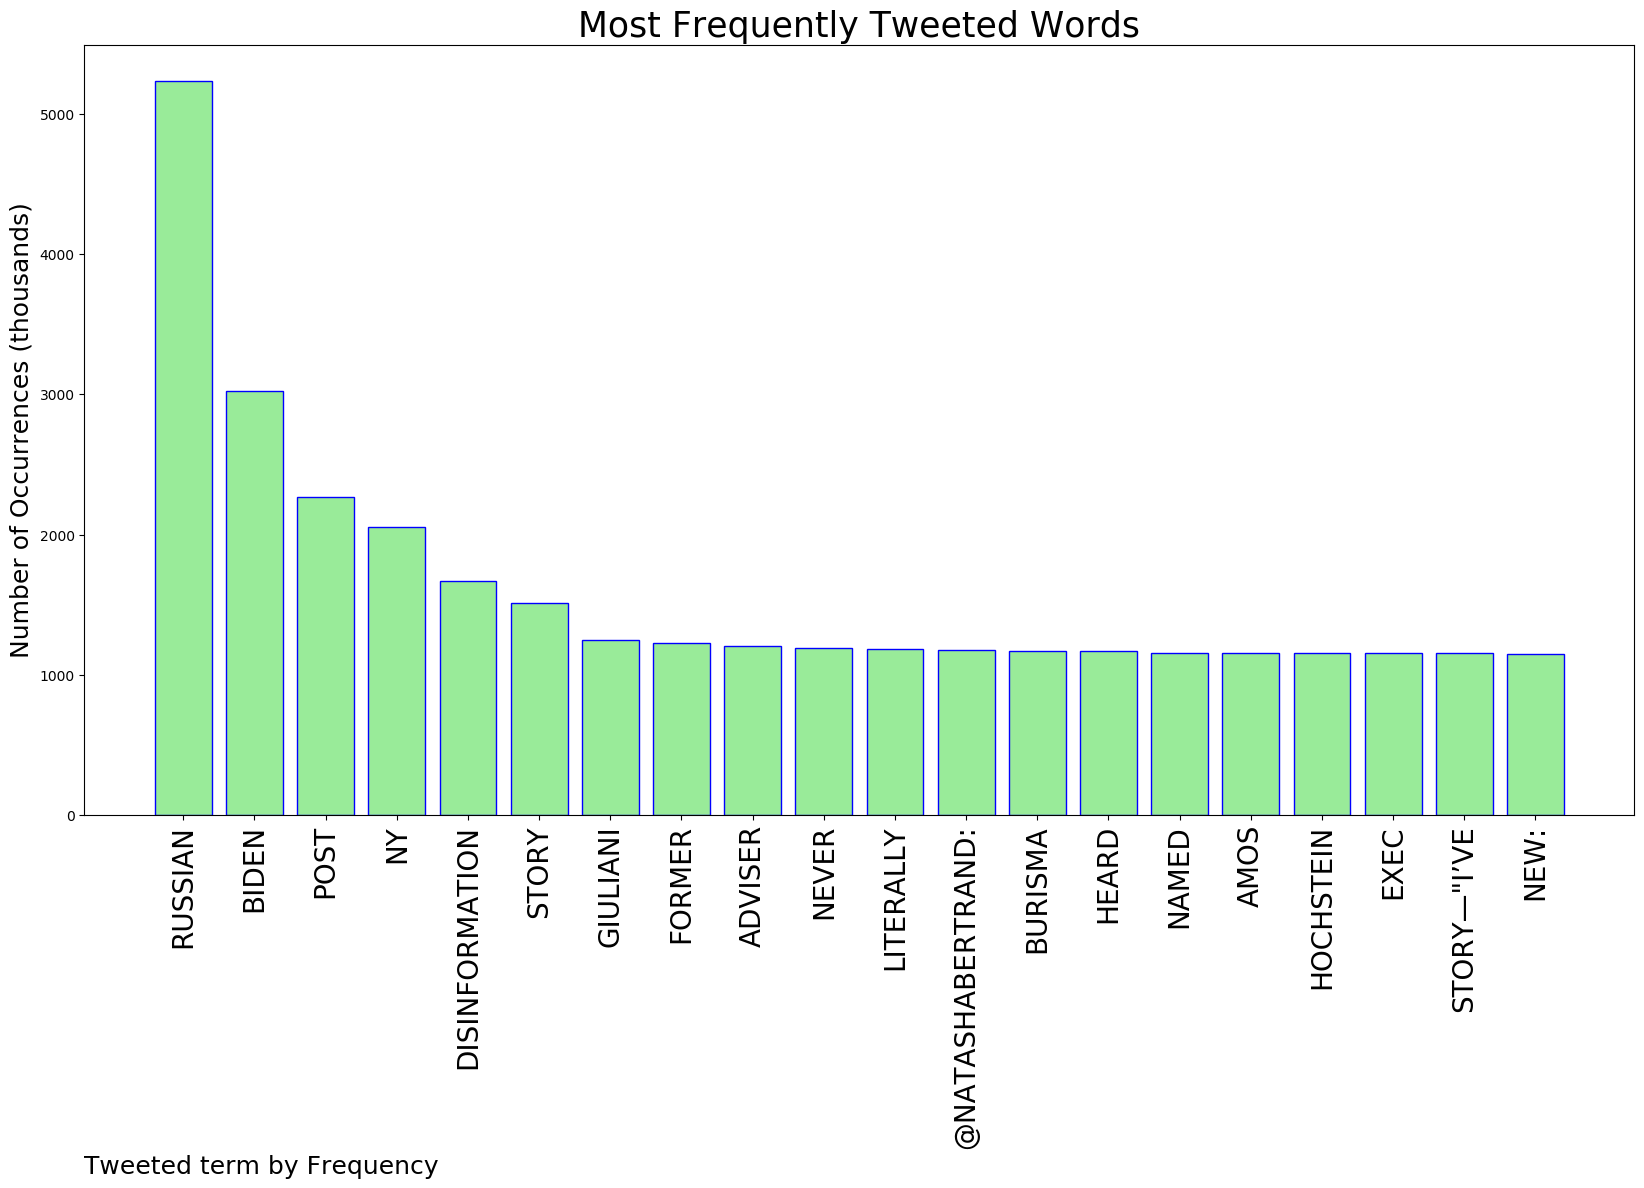 Most Frequently Tweeted Words
Number of Occurrences (thousands)
5000
4000
3000
2000
1000
0
RUSSIAN
BIDEN
POST
NY
DISINFORMATION
STORY
GIULIANI
FORMER
ADVISER
NEVER
LITERALLY
@NATASHABERTRAND:
BURISMA
HEARD
NAMED
AMOS
HOCHSTEIN
EXEC
STORY—"I’VE
NEW:
Tweeted term by Frequency